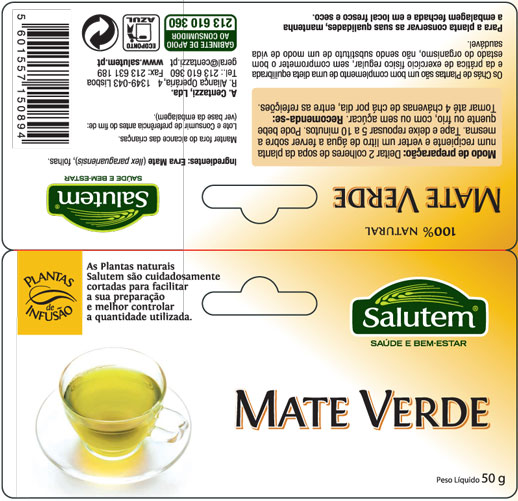 Para a planta conservar as suas qualidades, mantenha
a embalagem fechada e em local fresco e seco.
Os Chás de Plantas são um bom complemento de uma dieta equilibrada
e da prática de exercício físico regular, sem comprometer o bom
estado do organismo, não sendo substituto de um modo de vida
saudável.
Modo de preparação: Deitar 2 colheres de sopa da planta
num recipiente e verter um litro de água a ferver sobre a
mesma. Tape e deixe repousar 5 a 10 minutos. Pode bebe
quente ou frio, com ou sem açúcar. Recomenda-se:
Tomar até 4 chávenas de chá por dia, entre as refeições.
100% NATURAL
MATE VERDE
GABINETE DE APOIO
AO CONSUMIDOR
213 610 360
ECOPONTO
AZUL
A. Centazzi, Lda.
R. Aliança Operária,4 1349-043 Lisboa
Tel.: 213 610 360 Fax: 213 631 189
geral@centazzi.pt www.salutem.pt
Lote e Consumir de preferência antes do fim de:
(ver base da embalagem).
Manter fora do alcance das crianças.
Ingredientes: Erva Mate (ilex paraguariensis), folhas.
5601557150894
Salutem®
SAÚDE E BEM-ESTAR
PLANTAS
de
INFUSÃO
As Plantas naturais
Salutem são cuidadosamente
cortadas para facilitar
a sua preparação
e melhor controlar
a quantidade utilizada.
Salutem®
SAÚDE E BEM-ESTAR
MATE VERDE
Peso Líquido 50 g